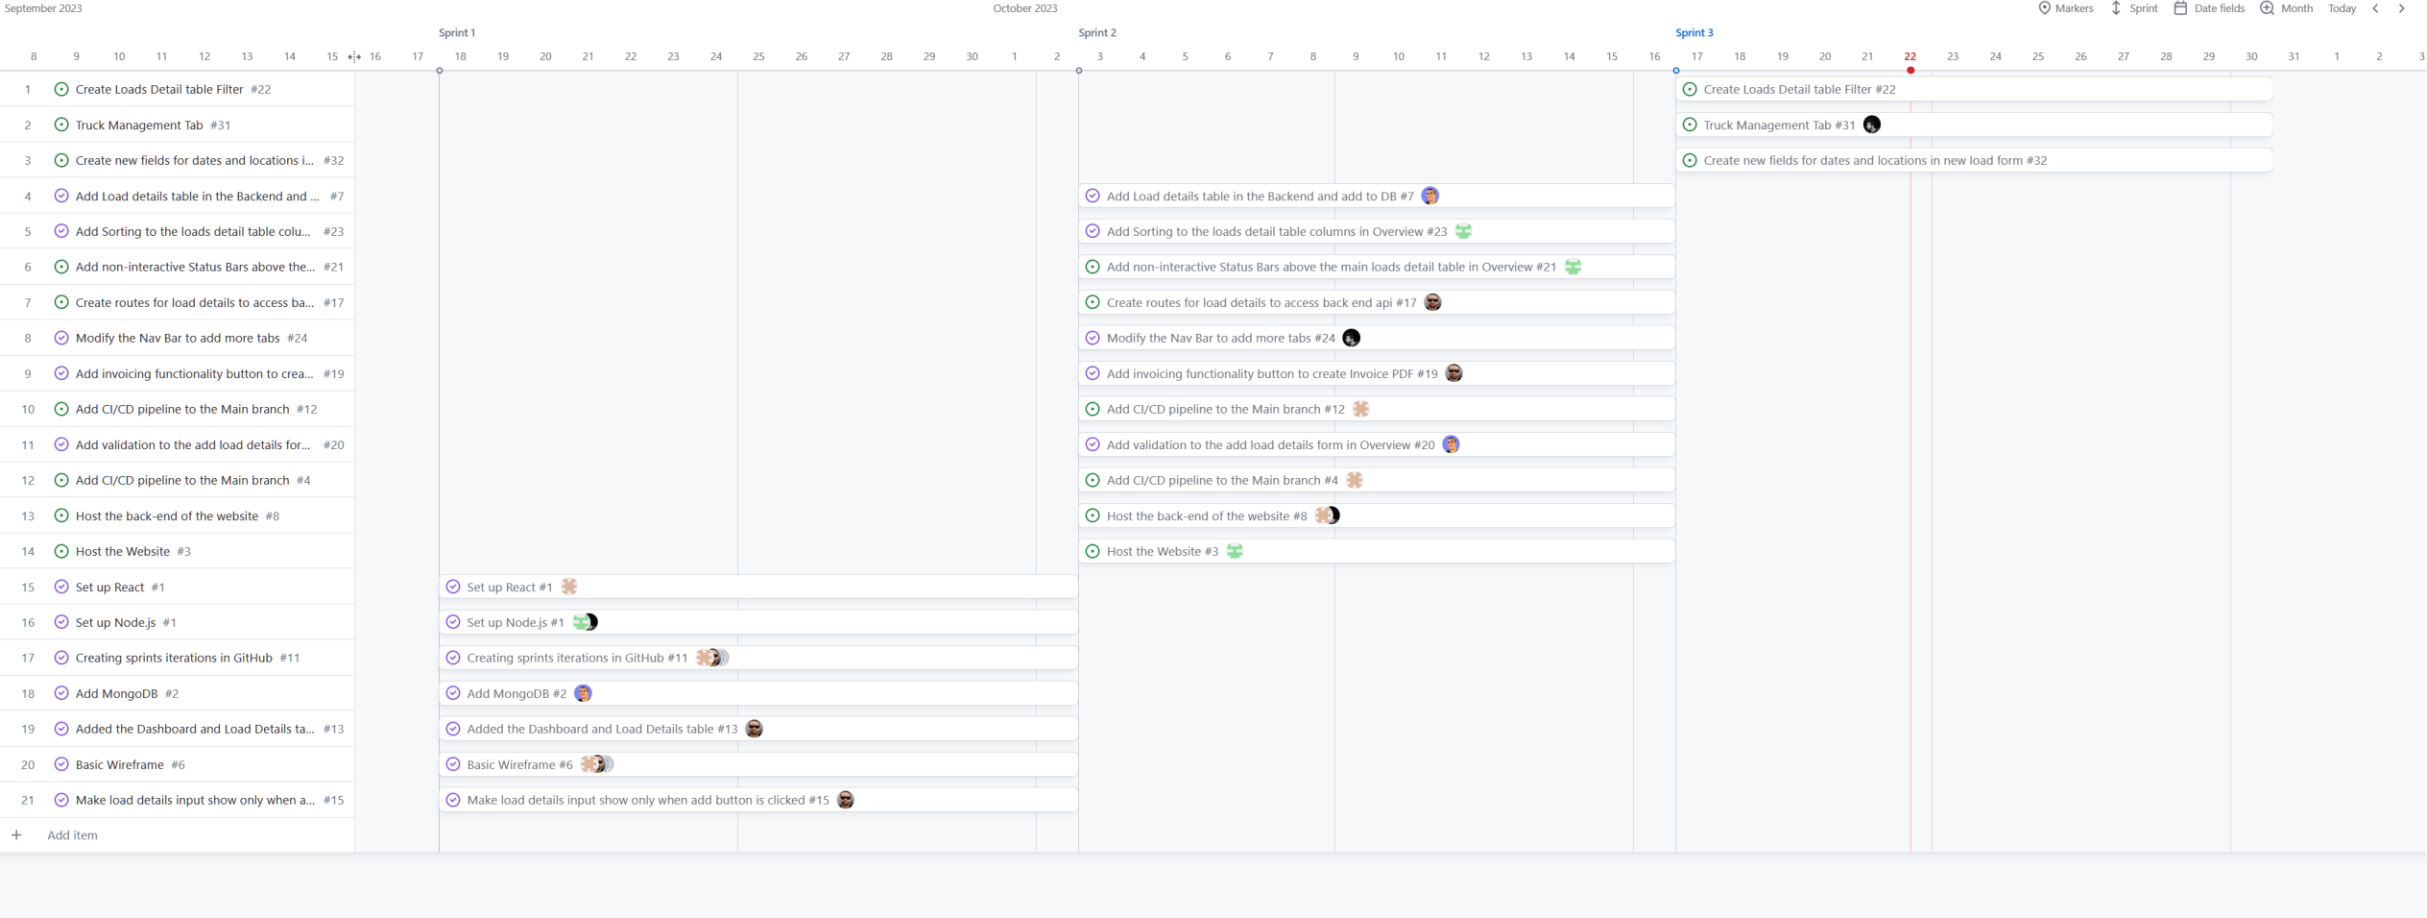 September 2023
October 2023
Markers Sprint Date fields Month Today
Sprint 1
Sprint 2
Sprint 3
8 9 10 11 12 13 14 15 16 17 18 19 20 21 22 23 24 25 26 27 28 29 30 1 2 3 4 5 6 7 8 9 10 11 12 13 14 15 16 17 18 19 20 21 22 23 24 25 26 27 28 29 30 31 1 2 3
1 Create Loads Detail table Filter #22 Create Loads Detail table Filter #22
2 Truck Management Tab #31 Truck Management Tab #31
3 Create new fields for dates and locations i... #32 Create new fields for dates and locations in new load form #32
4 Add Load details table in the Backend and ... #7 Add Load details table in the Backend and add to DB #7
5 Add Sorting to the loads detail table colu... #23 Add Sorting to the loads detail table columns in Overview #23
6 Add non-interactive Status Bars above the... #21 Add non-interactive Status Bars above the main loads detail table in Overview #21
7 Create routes for load details to access ba... #17 Create routes for load details to access back end api #17
8 Modify the Nav Bar to add more tabs #24 Modify the Nav Bar to add more tabs #24
9 Add invoicing functionality button to crea... #19 Add invoicing functionality button to create Invoice PDF #19
10 Add CI/CD pipeline to the Main branch #12 Add CI/CD pipeline to the Main branch #12
11 Add validation to the add load details for... #20 Add validation to the add load details form in Overview #20
12 Add CI/CD pipeline to the Main branch #4 Add CI/CD pipeline to the Main branch #4
13 Host the back-end of the website #8 Host the back-end of the website #8
14 Host the Website #3 Host the Website #3
15 Set up React #1 Set up React #1
16 Set up Node.js #1 Set up Node.js #1
17 Creating sprints iterations in GitHub #11 Creating sprints iterations in GitHub #11
18 Add MongoDB #2 Add MongoDB #2
19 Added the Dashboard and Load Details ta... #13 Added the Dashboard and Load Details table #13
20 Basic Wireframe #6 Basic Wireframe #6
21 Make load details input show only when a... #15 Make load details input show only when add button is clicked #15
+ Add item